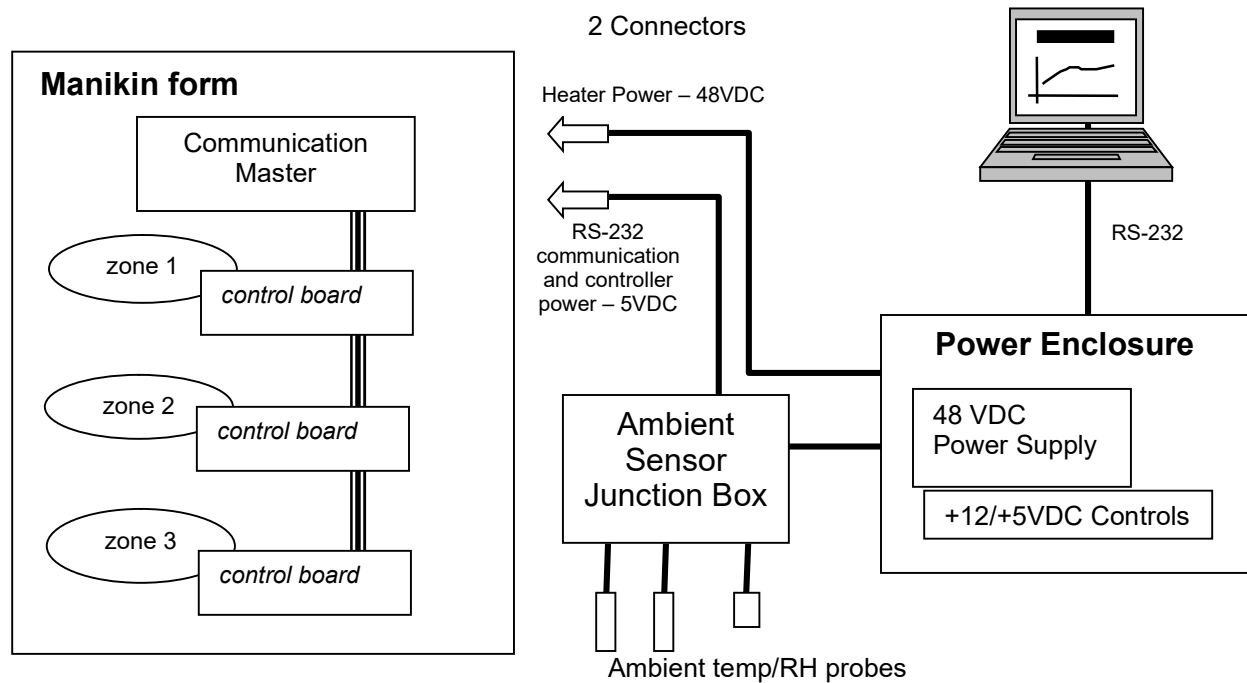 2 Connectors
Manikin form
Communication
Master
zone 1
control board
zone 2
control board
zone 3
control board
Heater Power – 48VDC
RS-232
communication
and controller
power – 5VDC
Ambient
Sensor
Junction Box
Ambient temp/RH probes
RS-232
Power Enclosure
48 VDC
Power Supply
+12/+5VDC Controls